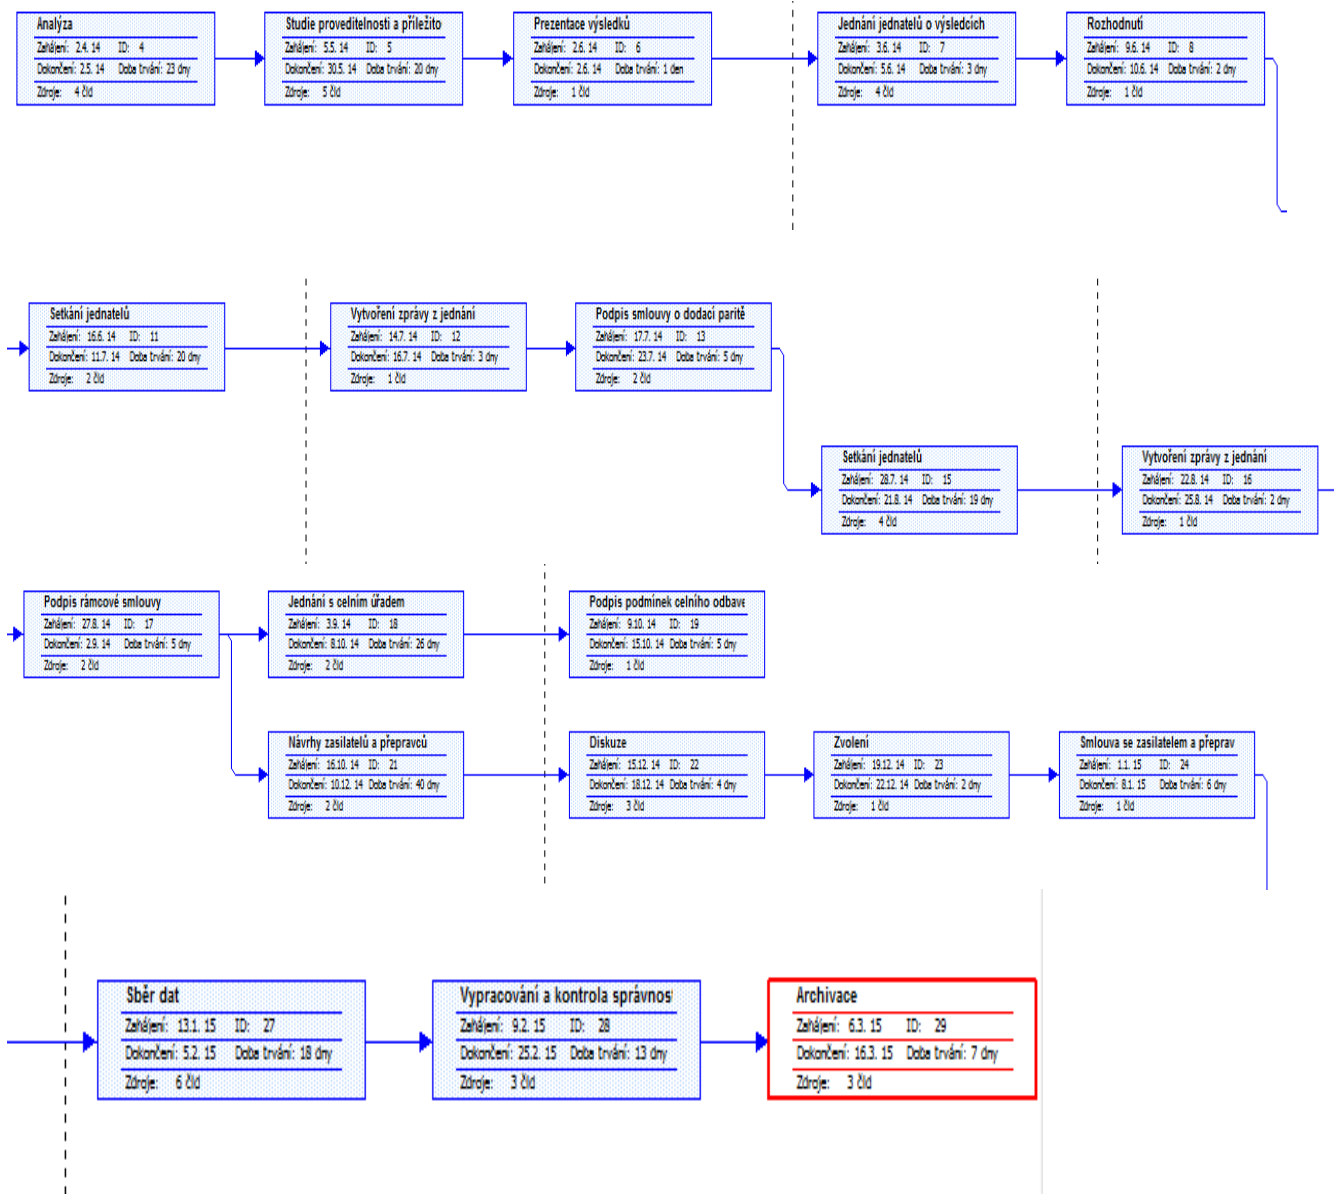 Analýza
Zahájení: 2.4. 14 ID: 4
Dokončení: 2.5. 14 Doba trvání: 23 dny
Zdroje: 4 čld
Studie proveditelnosti a příležito
Zahájení: 5.5. 14 ID: 5
Dokončení: 30.5. 14 Doba trvání: 20 dny
Zdroje: 5 čld
Prezentace výsledků
Zahájení: 2.6. 14 ID: 6
Dokončení: 2.6. 14 Doba trvání: 1 den
Zdroje: 1 čld
Jednání jednatelů o výsledcích
Zahájení: 3.6. 14 ID: 7
Dokončení: 5.6. 14 Doba trvání: 3 dny
Zdroje: 4 čld
Rozhodnutí
Zahájení: 9.6. 14 ID: 8
Dokončení: 10.6. 14 Doba trvání: 2 dny
Zdroje: 1 čld
Setkání jednatelů
Zahájení: 16.6. 14 ID: 11
Dokončení: 11.7. 14 Doba trvání: 20 dny
Zdroje: 2 čld
Vytvoření zprávy z jednání
Zahájení: 14.7. 14 ID: 12
Dokončení: 16.7. 14 Doba trvání: 3 dny
Zdroje: 1 čld
Podpis smlouvy o dodací paritě
Zahájení: 17.7. 14 ID: 13
Dokončení: 23.7. 14 Doba trvání: 5 dny
Zdroje: 2 čld
Setkání jednatelů
Zahájení: 28.7. 14 ID: 15
Dokončení: 21.8. 14 Doba trvání: 19 dny
Zdroje: 4 čld
Vytvoření zprávy z jednání
Zahájení: 22.8. 14 ID: 16
Dokončení: 25.8. 14 Doba trvání: 2 dny
Zdroje: 1 čld
Podpis rámcové smlouvy
Zahájení: 27.8. 14 ID: 17
Dokončení: 2.9. 14 Doba trvání: 5 dny
Zdroje: 2 čld
Jednání s celním úřadem
Zahájení: 3.9. 14 ID: 18
Dokončení: 8.10. 14 Doba trvání: 26 dny
Zdroje: 2 čld
Podpis podmínek celního odbave
Zahájení: 9.10. 14 ID: 19
Dokončení: 15.10. 14 Doba trvání: 5 dny
Zdroje: 1 čld
Návrhy zasilatelů a přepravců
Zahájení: 16.10. 14 ID: 21
Dokončení: 10.12. 14 Doba trvání: 40 dny
Zdroje: 2 čld
Diskuze
Zahájení: 15.12. 14 ID: 22
Dokončení: 18.12. 14 Doba trvání: 4 dny
Zdroje: 3 čld
Zvolení
Zahájení: 19.12. 14 ID: 23
Dokončení: 22.12. 14 Doba trvání: 2 dny
Zdroje: 1 čld
Smlouva se zasilatelem a přeprav
Zahájení: 1.1. 15 ID: 24
Dokončení: 8.1. 15 Doba trvání: 6 dny
Zdroje: 1 čld
Sběr dat
Zahájení: 13.1. 15 ID: 27
Dokončení: 5.2. 15 Doba trvání: 18 dny
Zdroje: 6 čld
Vypracování a kontrola správnos
Zahájení: 9.2. 15 ID: 28
Dokončení: 25.2. 15 Doba trvání: 13 dny
Zdroje: 3 čld
Archivace
Zahájení: 6.3. 15 ID: 29
Dokončení: 16.3. 15 Doba trvání: 7 dny
Zdroje: 3 čld